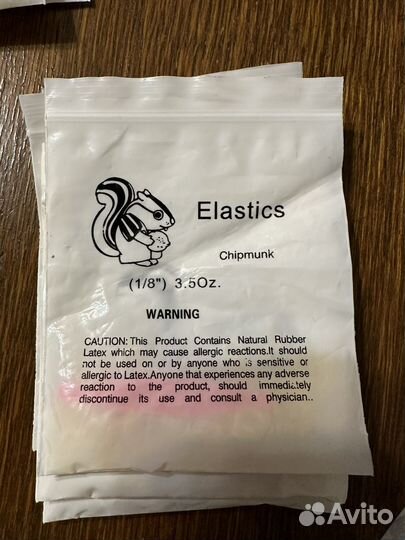 Elastics
Chipmunk
(1/8") 3.5Oz.
WARNING
CAUTION: This Product Contains Natural Rubber
Latex which may cause allergic reactions.It should
not be used on or by anyone who is sensitive or
allergic to Latex.Anyone that experiences any adverse
reaction to the product, should immediately
discontinue its use and consult a physician..
Avito